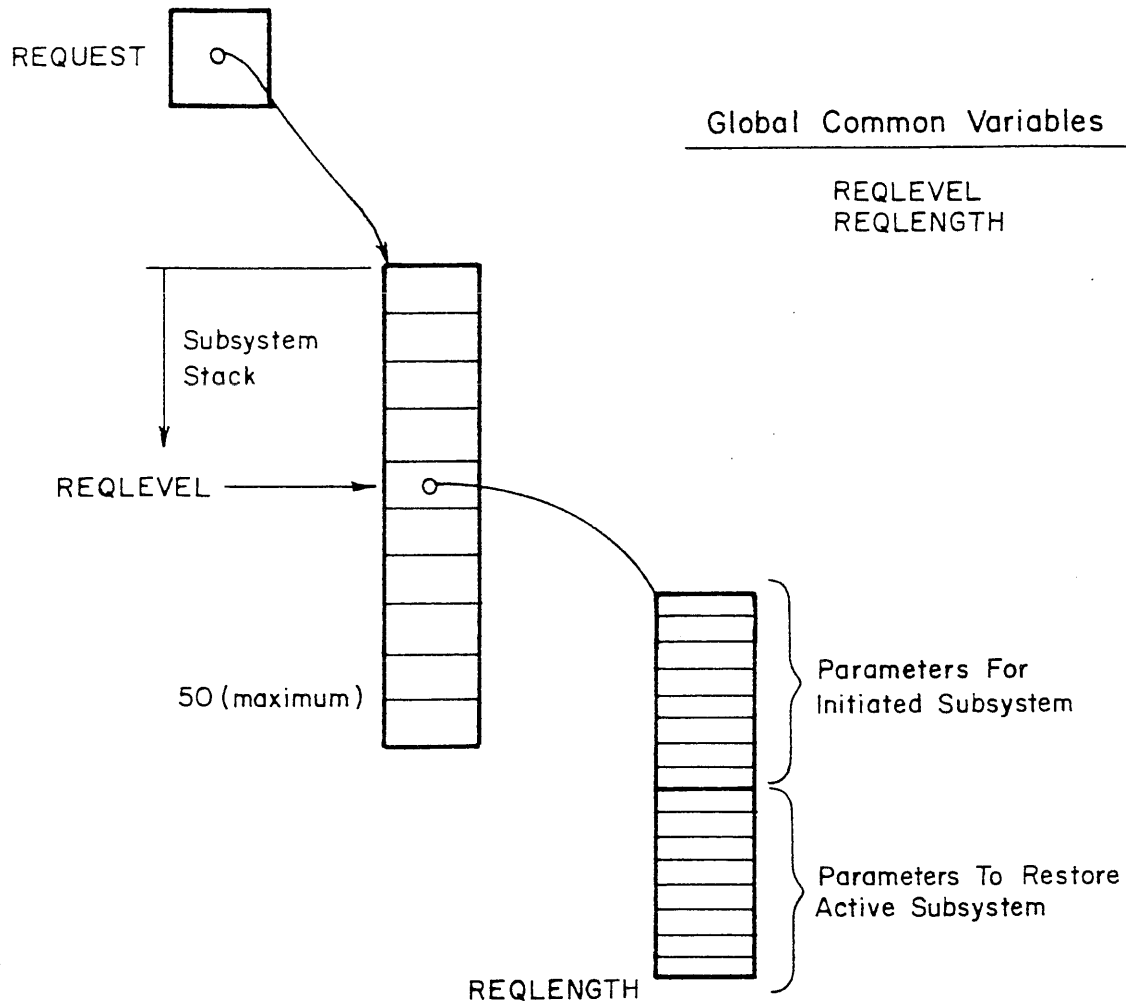 REQUEST
Global Common Variables
REQLEVEL
REQLENGTH
Subsystem
Stack
REQLEVEL
50 (maximum)
Parameters For
Initiated Subsystem
Parameters To Restore
Active Subsystem
REQLENGTH